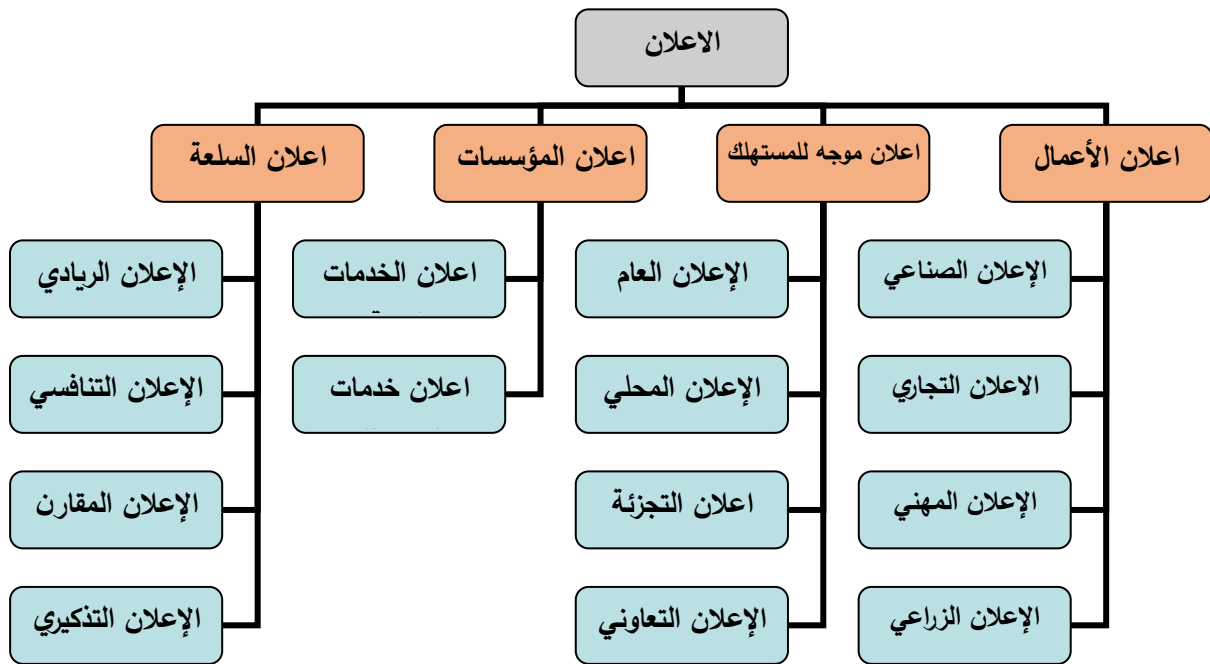 الاعلان
اعلان الأعمال
اعلان موجه للمستهلك
اعلان المؤسسات
اعلان السلعة
الإعلان الصناعي
الإعلان العام
اعلان الخدمات
الإعلان الريادي
الاعلان التجاري
الإعلان المحلي
اعلان خدمات
الإعلان التنافسي
الإعلان المهني
اعلان التجزئة
الإعلان المقارن
الإعلان الزراعي
الإعلان التعاوني
الإعلان التذكيري